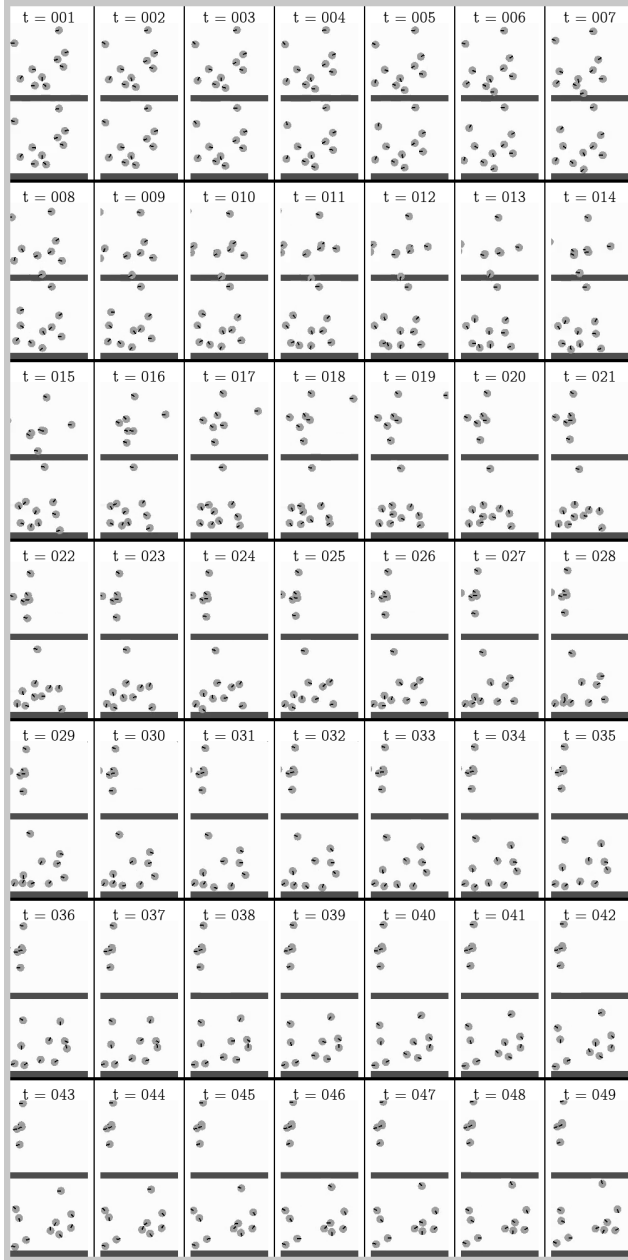 t = 001 t = 002 t = 003 t = 004 t = 005 t = 006 t = 007
t = 008 t = 009 t = 010 t = 011 t = 012 t = 013 t = 014
t = 015 t = 016 t = 017 t = 018 t = 019 t = 020 t = 021
t = 022 t = 023 t = 024 t = 025 t = 026 t = 027 t = 028
t = 029 t = 030 t = 031 t = 032 t = 033 t = 034 t = 035
t = 036 t = 037 t = 038 t = 039 t = 040 t = 041 t = 042
t = 043 t = 044 t = 045 t = 046 t = 047 t = 048 t = 049